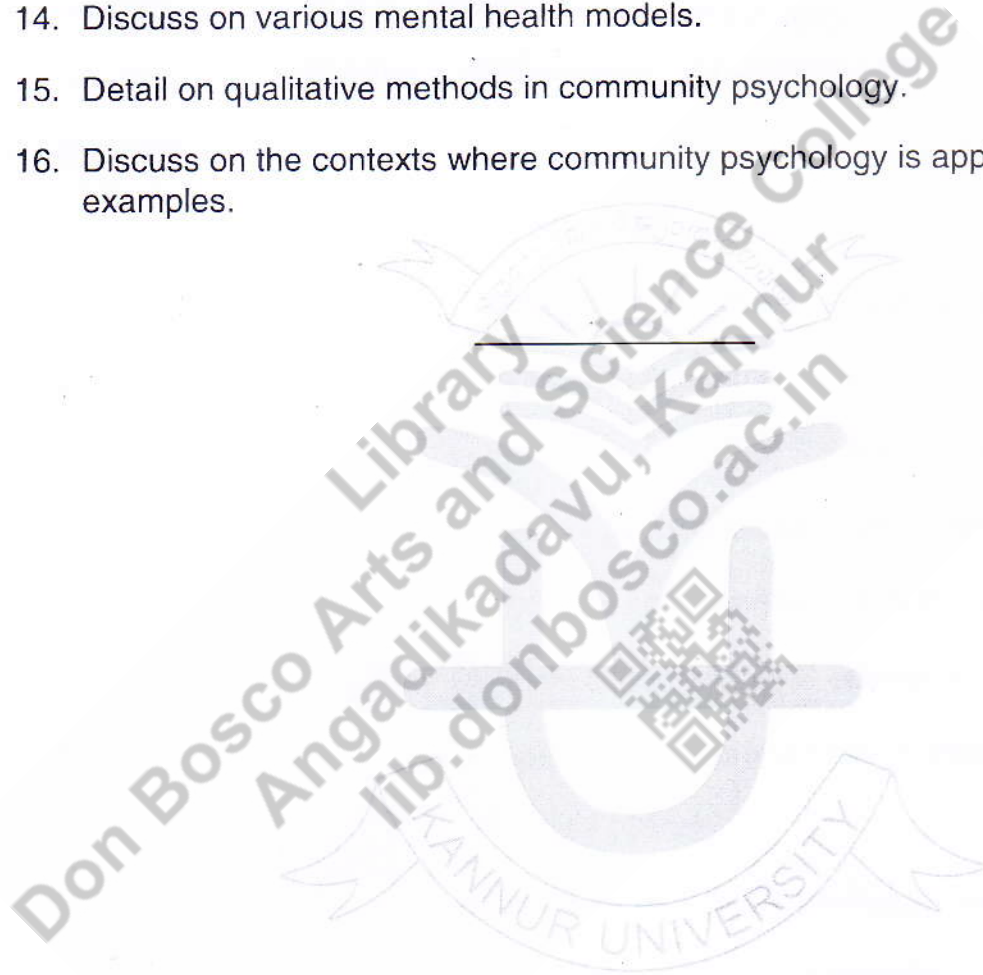 14. Discuss on various mental health models.
15. Detail on qualitative methods in community psychology.
16. Discuss on the contexts where community psychology is app
examples.
Library
Don Bosco Arts and Science College
Angadikadavu, Kannur
lib.donbosco.ac.in
KANNUR UNIVERSITY